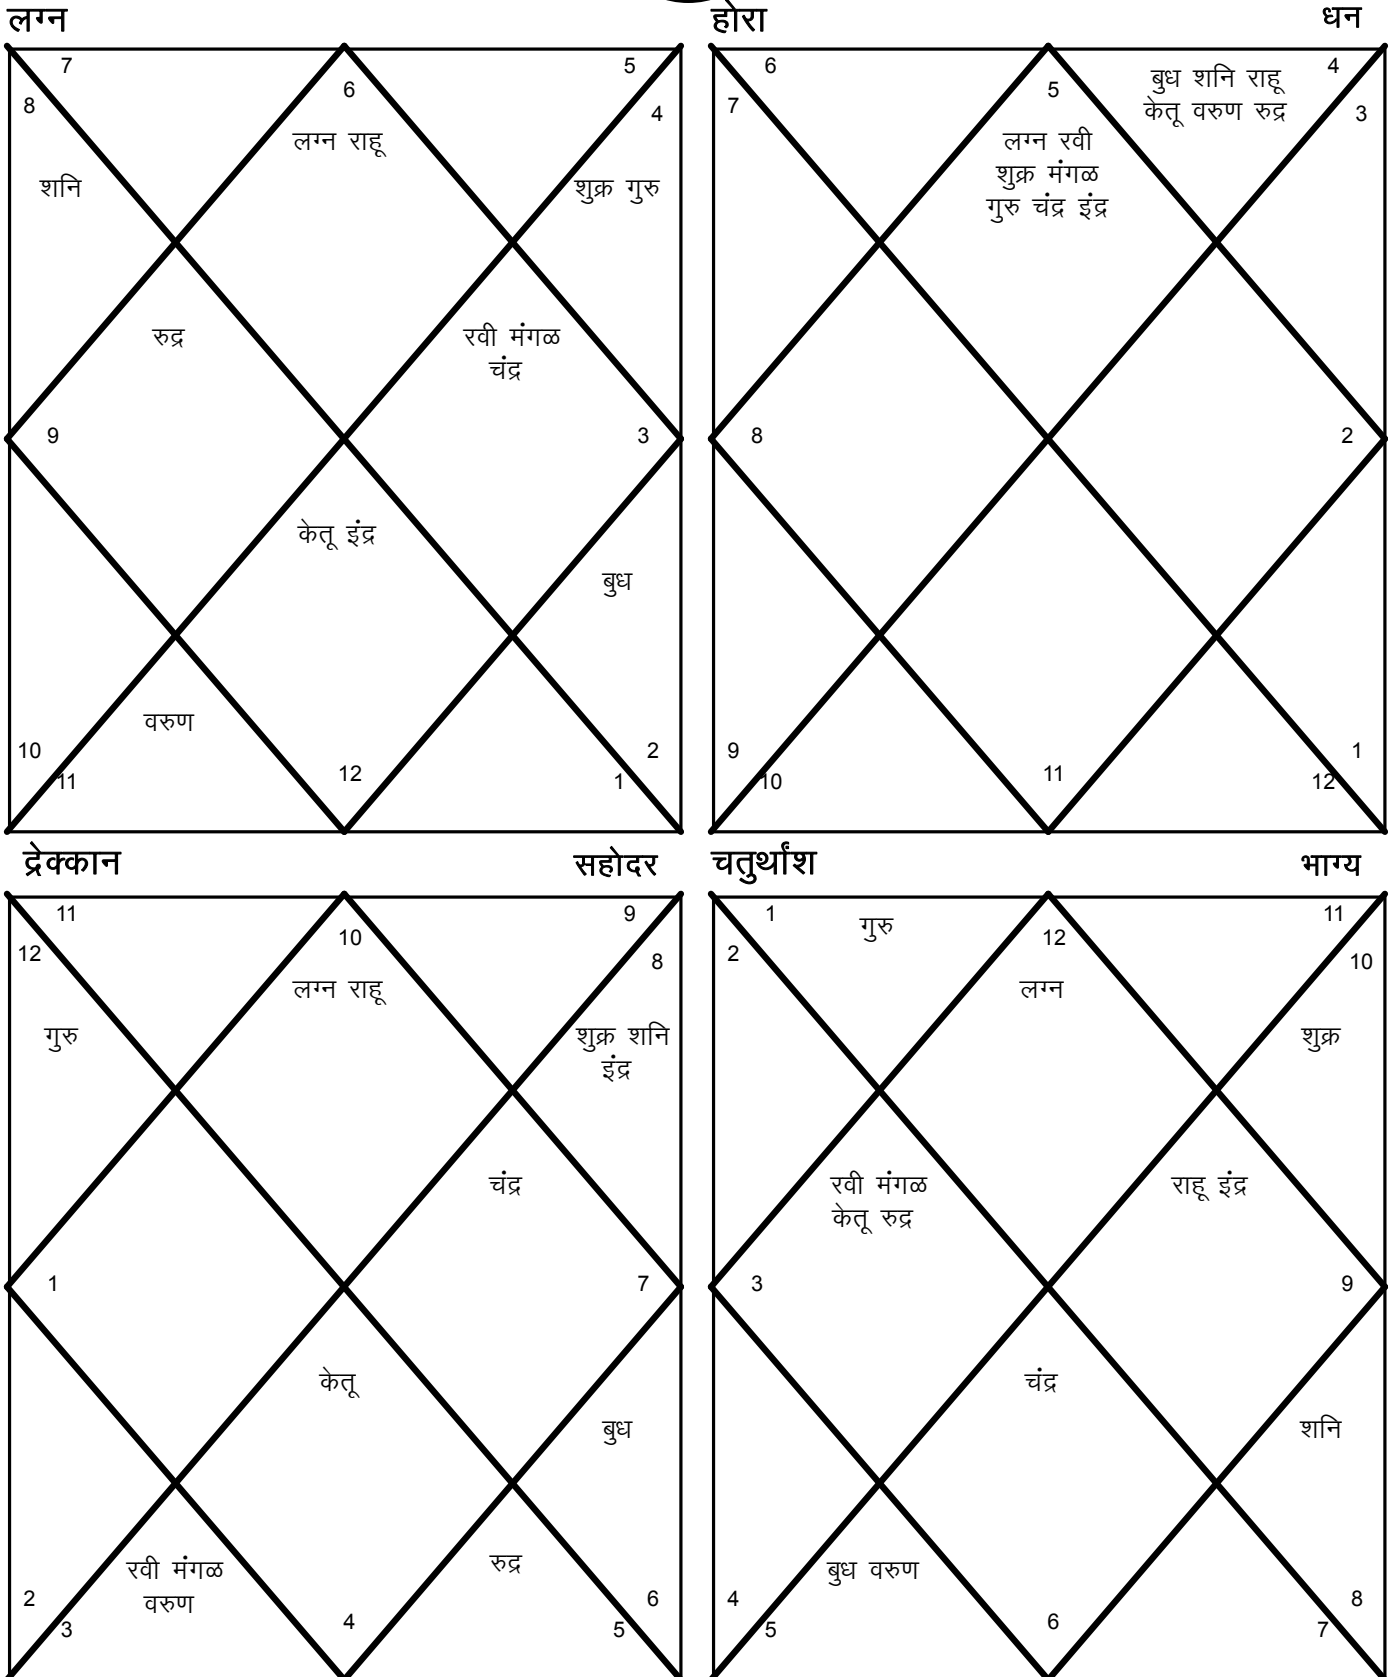 लग्न
7
6
5
8
4
लग्न राहू
शनि
शुक्र गुरु
रुद्र
रवी मंगळ
चंद्र
9
3
केतू इंद्र
बुध
वरुण
10
12
2
11
1
होरा
धन
6
5
बुध शनि राहू
केतू वरुण रुद्र
4
7
3
लग्न रवी
शुक्र मंगळ
गुरु चंद्र इंद्र
8
2
9
11
1
10
12
द्रेक्कान
सहोदर
11
10
9
12
8
लग्न राहू
गुरु
शुक्र शनि
इंद्र
चंद्र
1
7
केतू
बुध
रवी मंगळ
वरुण
रुद्र
2
4
6
3
5
चतुर्थांश
भाग्य
1
गुरु
12
11
2
10
लग्न
शुक्र
रवी मंगळ
केतू रुद्र
राहू इंद्र
3
9
चंद्र
शनि
बुध वरुण
4
6
8
5
7